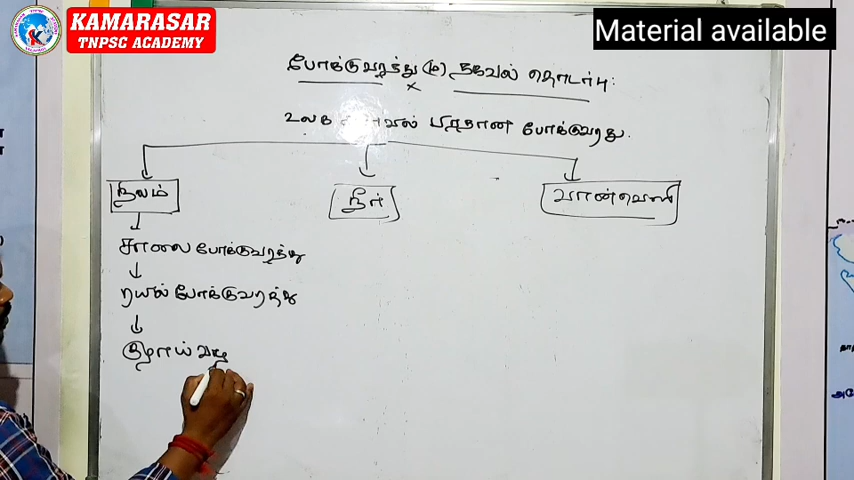 KAMARASAR
TNPSC ACADEMY
Material available
போக்குவரத்து (ம) தகவல் தொடர்பு :
உலக அளவில் பிரதான போக்குவரது.
நிலம் நீர் வான்வெளி
சாலை போக்குவரத்து
ரயில் போக்குவரத்து
குழாய் வழி